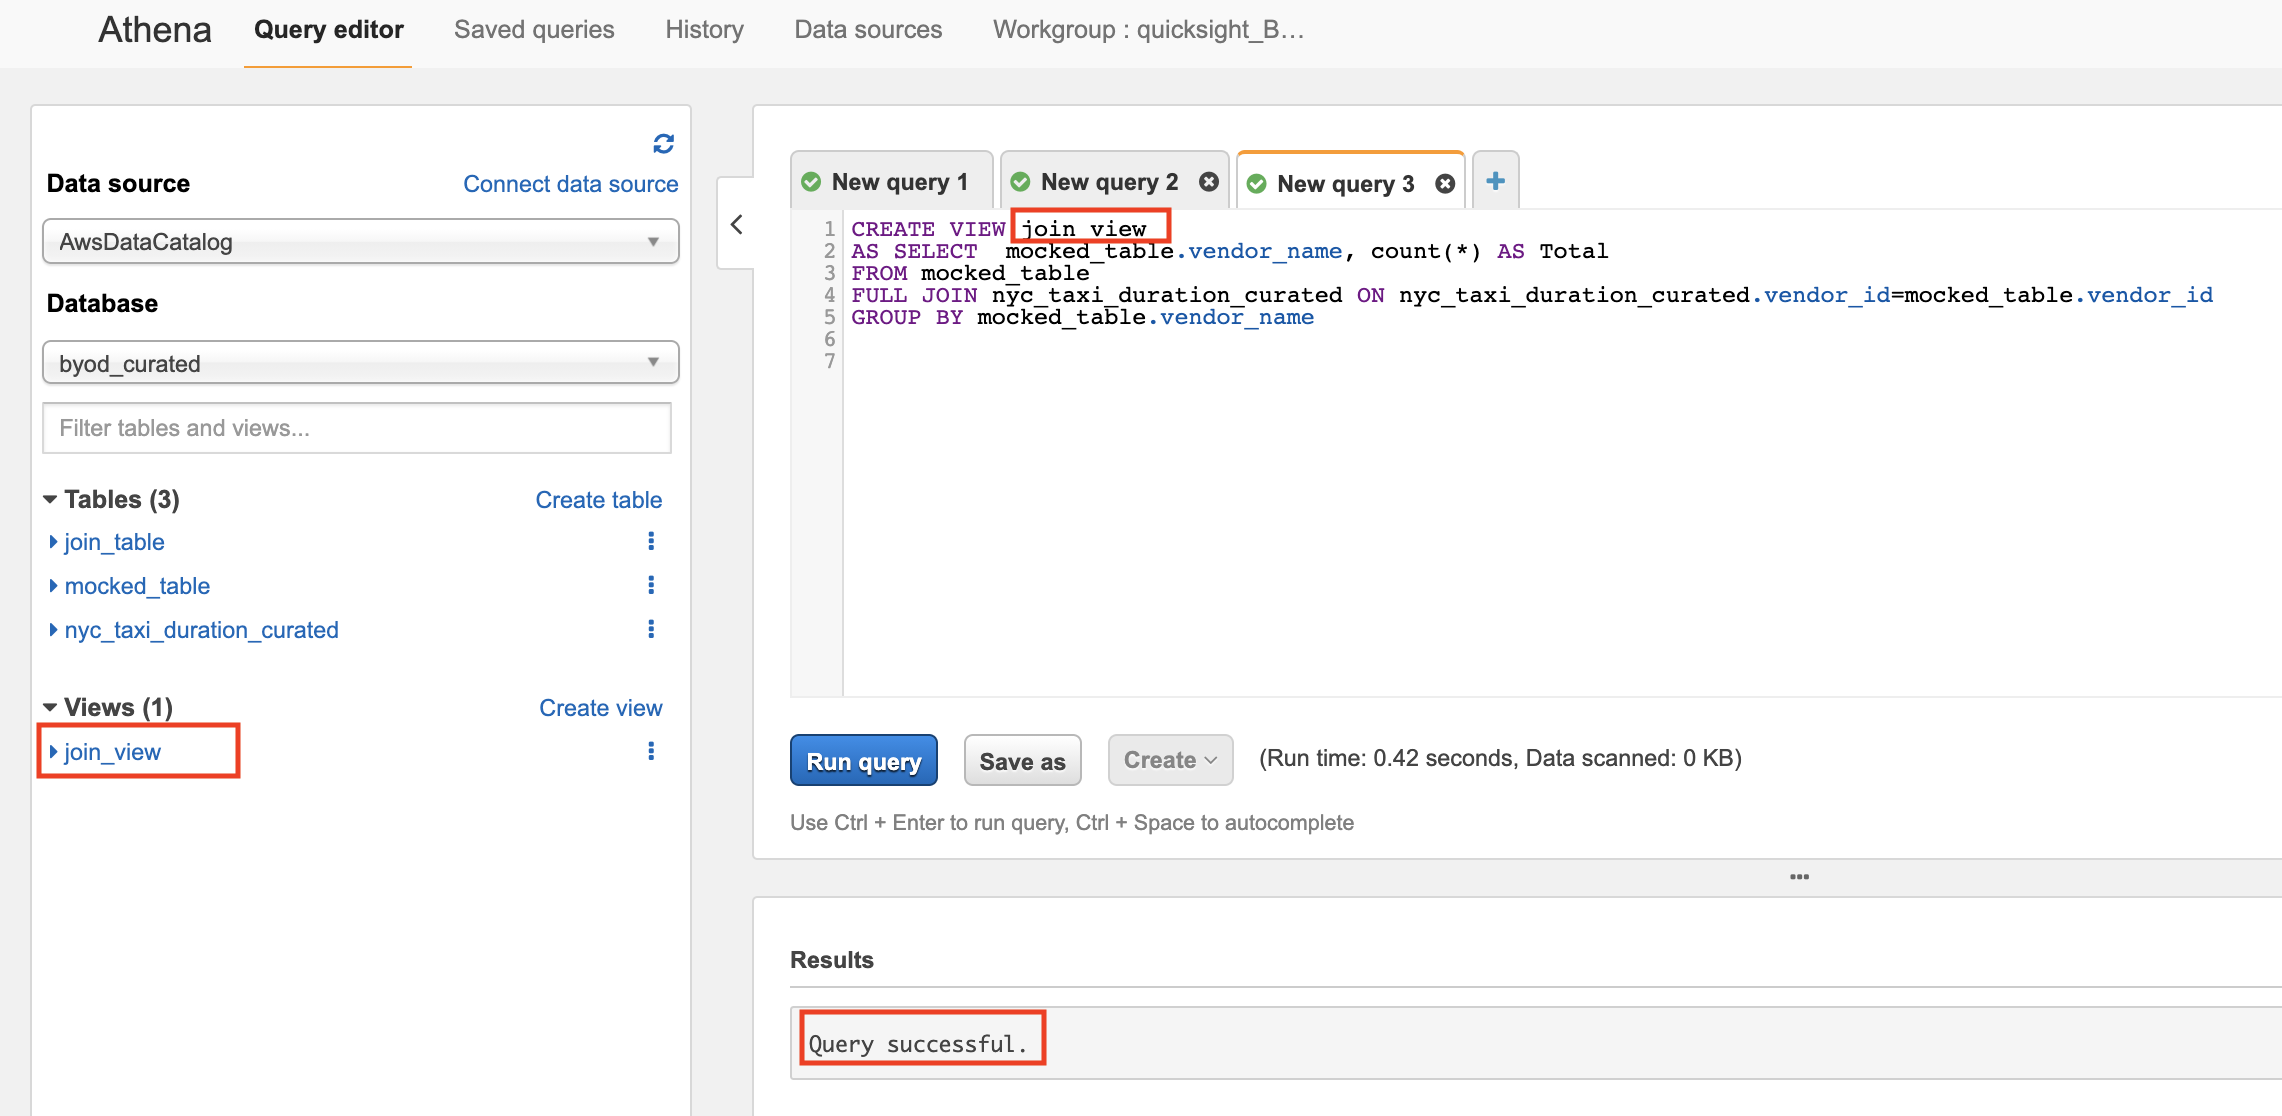 Athena Query editor Saved queries History Data sources Workgroup : quicksight_B...
Data source Connect data source
AwsDataCatalog
Database
byod_curated
Filter tables and views...
Tables (3) Create table
join_table
mocked_table
nyc_taxi_duration_curated
Views (1) Create view
join_view
New query 1 New query 2 New query 3
1 CREATE VIEW join_view
2 AS SELECT  mocked_table.vendor_name, count(*) AS Total
3 FROM mocked_table
4 FULL JOIN nyc_taxi_duration_curated ON nyc_taxi_duration_curated.vendor_id=mocked_table.vendor_id
5 GROUP BY mocked_table.vendor_name
6
7
Run query Save as Create (Run time: 0.42 seconds, Data scanned: 0 KB)
Use Ctrl + Enter to run query, Ctrl + Space to autocomplete
Results
Query successful.